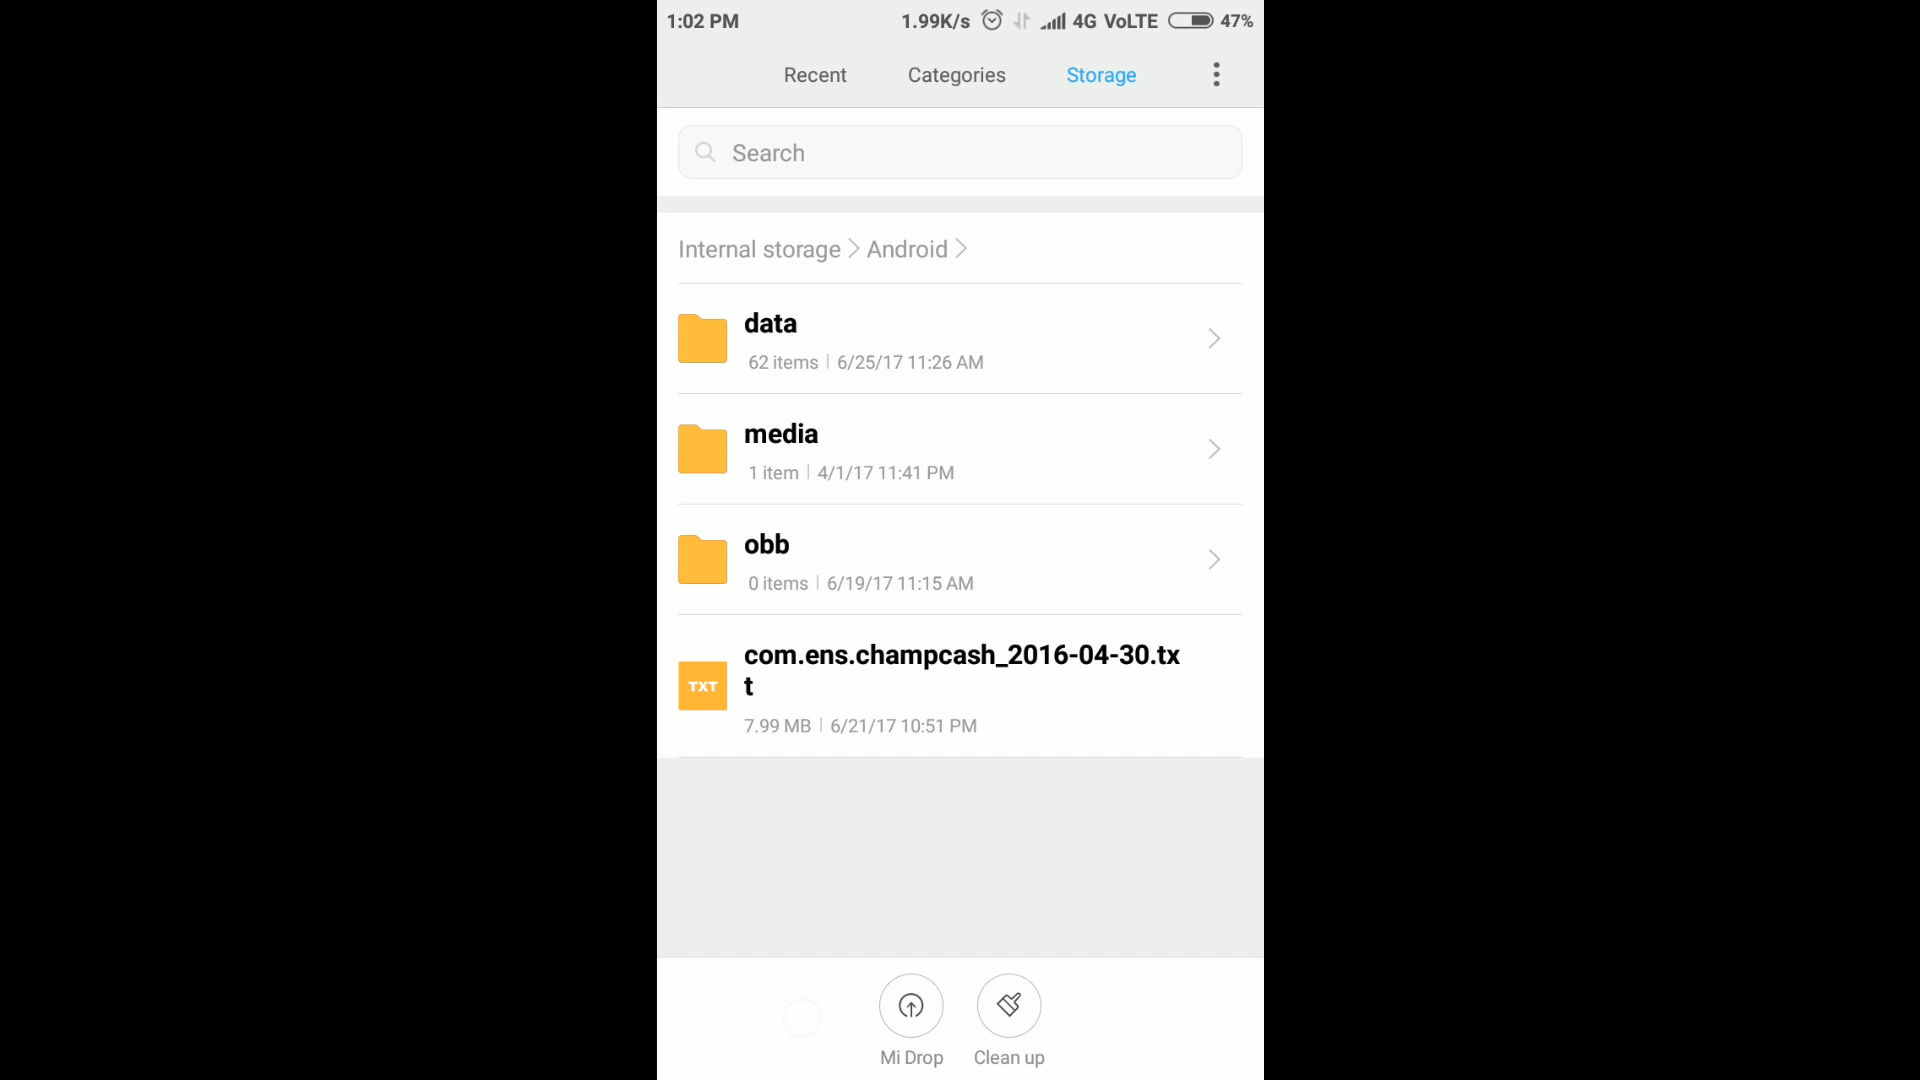 1:02 PM 1.99K/s 4G VoLTE 47%
Recent Categories Storage
Search
Internal storage Android
data
62 items 6/25/17 11:26 AM
media
1 item 4/1/17 11:41 PM
obb
0 items 6/19/17 11:15 AM
com.ens.champcash_2016-04-30.tx
t
TXT
7.99 MB 6/21/17 10:51 PM
Mi Drop Clean up